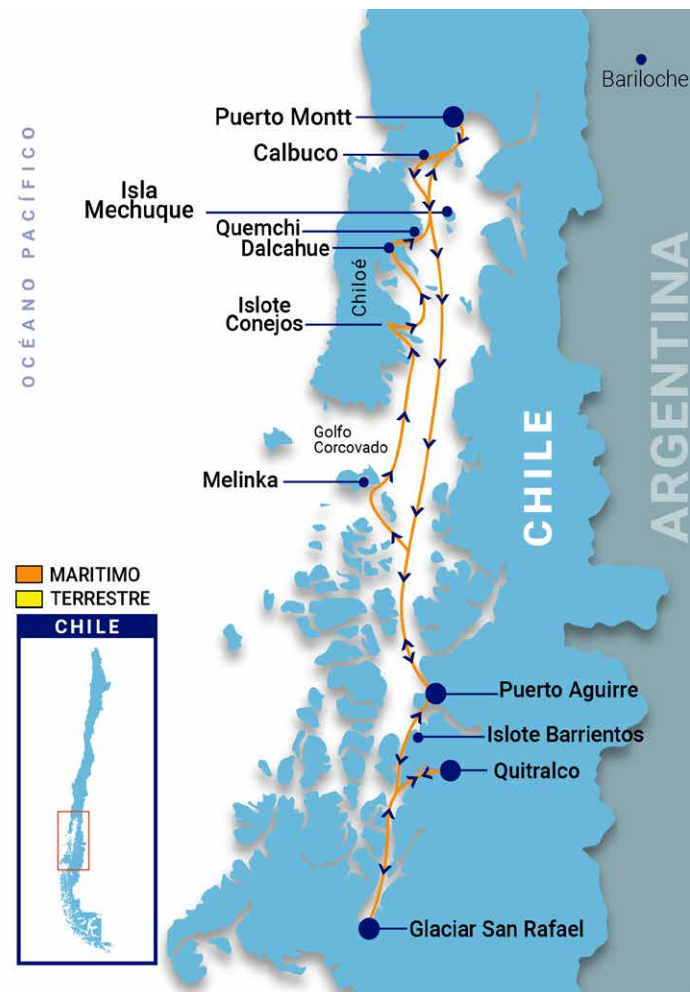 Bariloche
Puerto Montt
Calbuco
Isla
Mechuque
Quemchi
Dalcahue
Chiloé
Islote
Conejos
OCÉANO PACÍFICO
Golfo
Corcovado
Melinka
CHILE
ARGENTINA
MARITIMO
TERRESTRE
CHILE
Puerto Aguirre
Islote Barrientos
Quitralco
Glaciar San Rafael